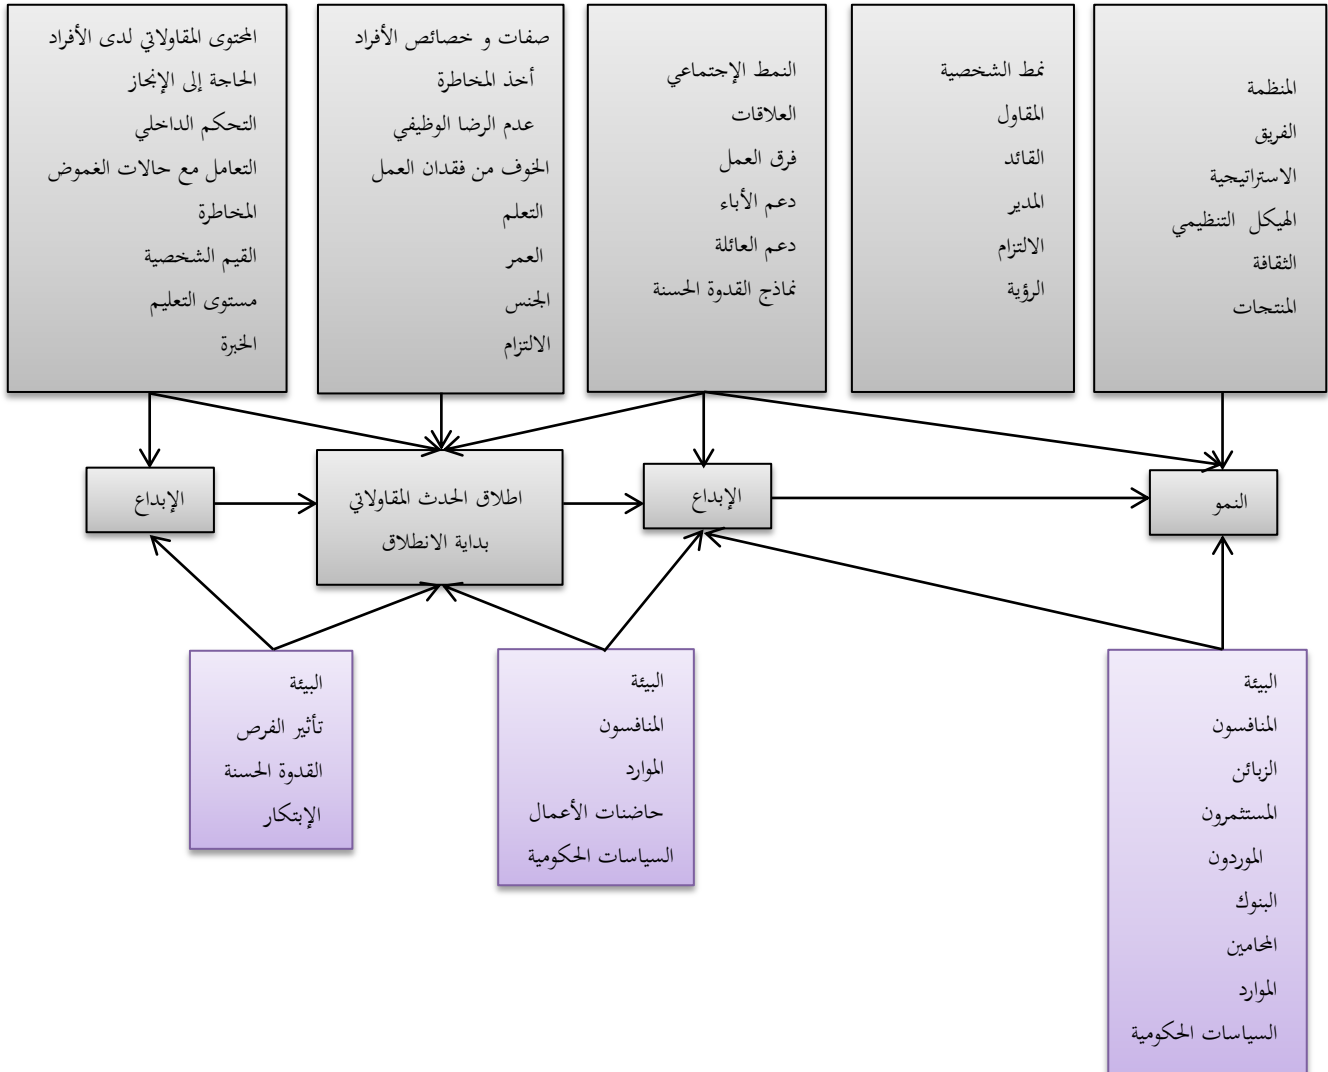 المحتوى المقاولاتي لدى الأفراد
الحاجة إلى الإنجاز
التحكم الداخلي
التعامل مع حالات الغموض
المخاطرة
القيم الشخصية
مستوى التعليم
الخبرة
صفات و خصائص الأفراد
أخذ المخاطرة
عدم الرضا الوظيفي
الخوف من فقدان العمل
التعلم
العمر
الجنس
الالتزام
النمط الإجتماعي
العلاقات
فرق العمل
دعم الأباء
دعم العائلة
نماذج القدوة الحسنة
نمط الشخصية
المقاول
القائد
المدير
الالتزام
الرؤية
المنظمة
الفريق
الاستراتيجية
الهيكل التنظيمي
الثقافة
المنتجات
الإبداع
اطلاق الحدث المقاولاتي
بداية الانطلاق
الإبداع
النمو
البيئة
تأثير الفرص
القدوة الحسنة
الإبتكار
البيئة
المنافسون
الموارد
حاضنات الأعمال
السياسات الحكومية
البيئة
المنافسون
الزبائن
المستثمرون
الموردون
البنوك
المحامين
الموارد
السياسات الحكومية